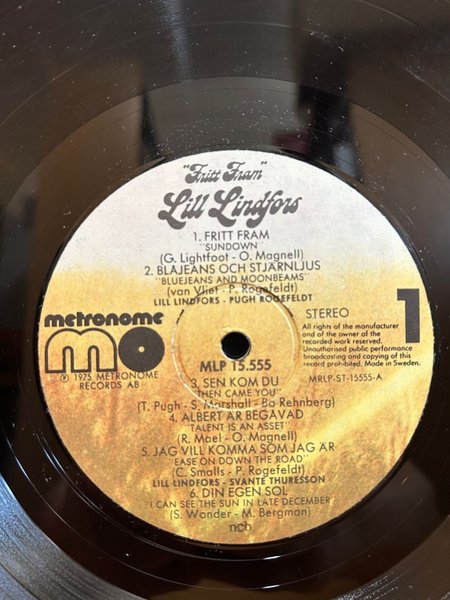 "Fritt Fram"
Lill Lindfors
1. FRITT FRAM
"SUNDOWN"
(G. Lightfoot - O. Magnell)
2. BLAJEANS OCH STJARNLJUS
"BLUEJEANS AND MOONBEAMS"
(van Vliet - P. Rogefeldt)
LILL LINDFORS - PUGH ROGEFELDT
metronome
mo
℗ 1975 METRONOME
RECORDS AB
MLP 15.555
STEREO
1
All rights of the manufacturer
and of the owner of the
recorded work reserved.
Unauthorised public performance
broadcasting and copying of this
record prohibited. Made in Sweden.
MRLP-ST-15555-A
3. SEN KOM DU
"THEN CAME YOU"
(T. Pugh - S. Marshall - Bo Rehnberg)
4. ALBERT ÄR BEGÅVAD
"TALENT IS AN ASSET"
(R. Mael - O. Magnell)
5. JAG VILL KOMMA SOM JAG ÄR
"EASE ON DOWN THE ROAD"
(C. Smalls - P. Rogefeldt)
LILL LINDFORS - SVANTE THURESSON
6. DIN EGEN SOL
"I CAN SEE THE SUN IN LATE DECEMBER"
(S. Wonder - M. Bergman)
ncb